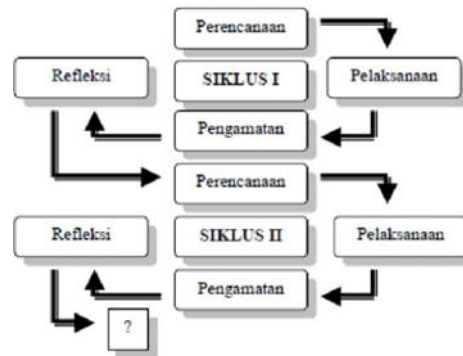 Perencanaan
Refleksi
SIKLUS I
Pelaksanaan
Pengamatan
Perencanaan
Refleksi
SIKLUS II
Pelaksanaan
Pengamatan
?